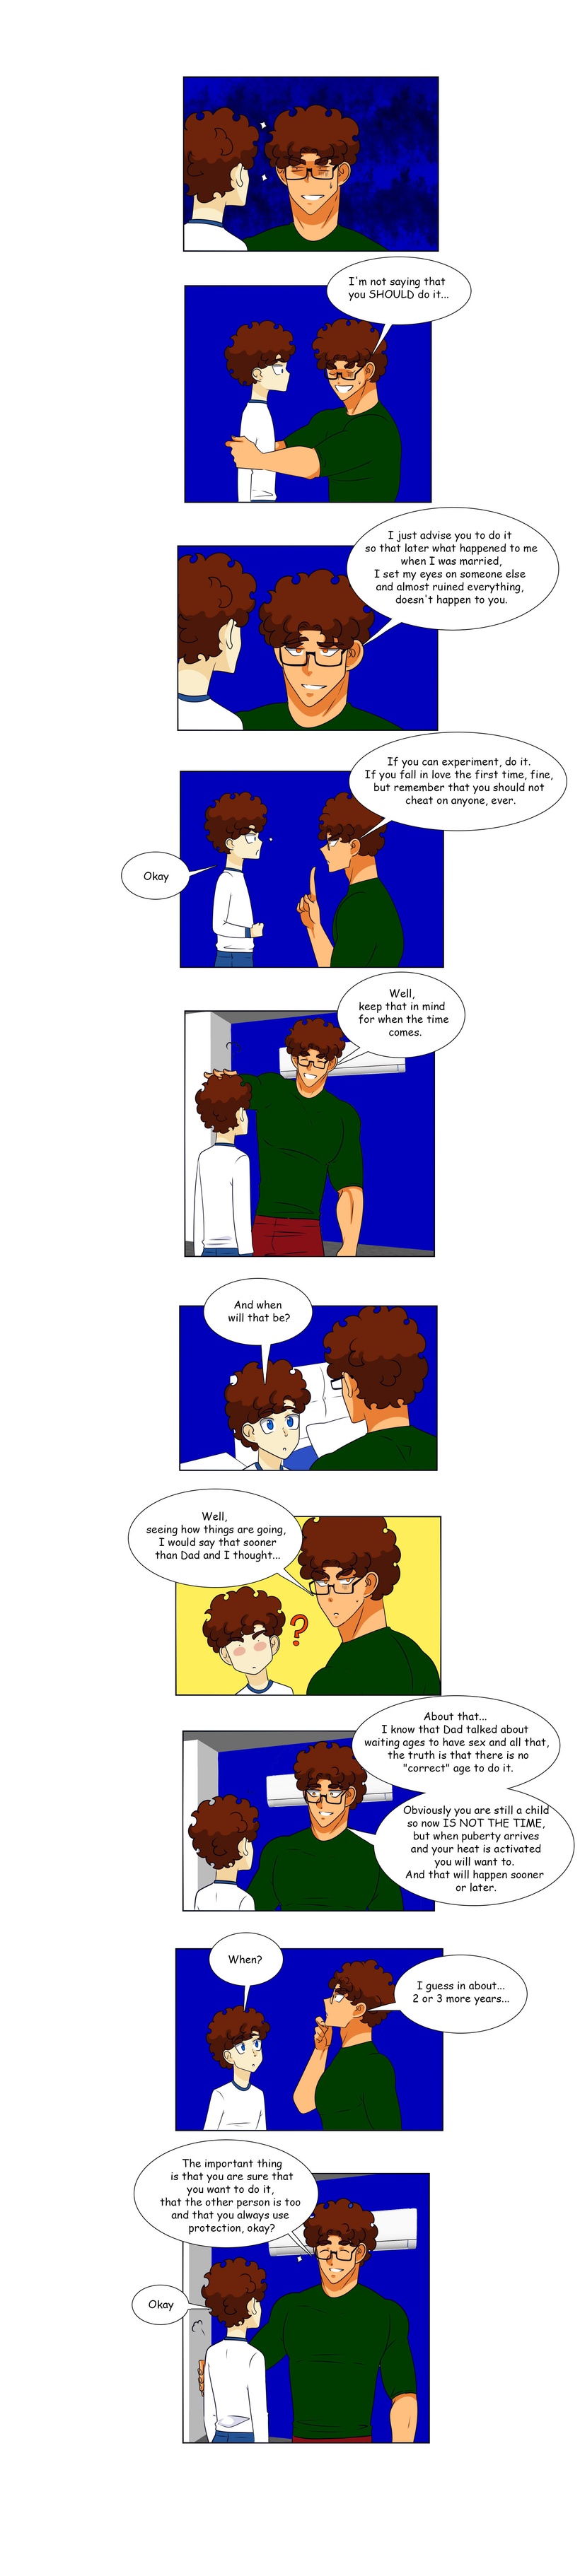 I'm not saying that
you SHOULD do it...
I just advise you to do it
so that later what happened to me
when I was married,
I set my eyes on someone else
and almost ruined everything,
doesn't happen to you.
If you can experiment, do it.
If you fall in love the first time, fine,
but remember that you should not
cheat on anyone, ever.
Okay
Well,
keep that in mind
for when the time
comes.
And when
will that be?
Well,
seeing how things are going,
I would say that sooner
than Dad and I thought...
?
About that...
I know that Dad talked about
waiting ages to have sex and all that,
the truth is that there is no
"correct" age to do it.
Obviously you are still a child
so now IS NOT THE TIME,
but when puberty arrives
and your heat is activated
you will want to.
And that will happen sooner
or later.
When?
I guess in about...
2 or 3 more years...
The important thing
is that you are sure that
you want to do it,
that the other person is too
and that you always use
protection, okay?
Okay